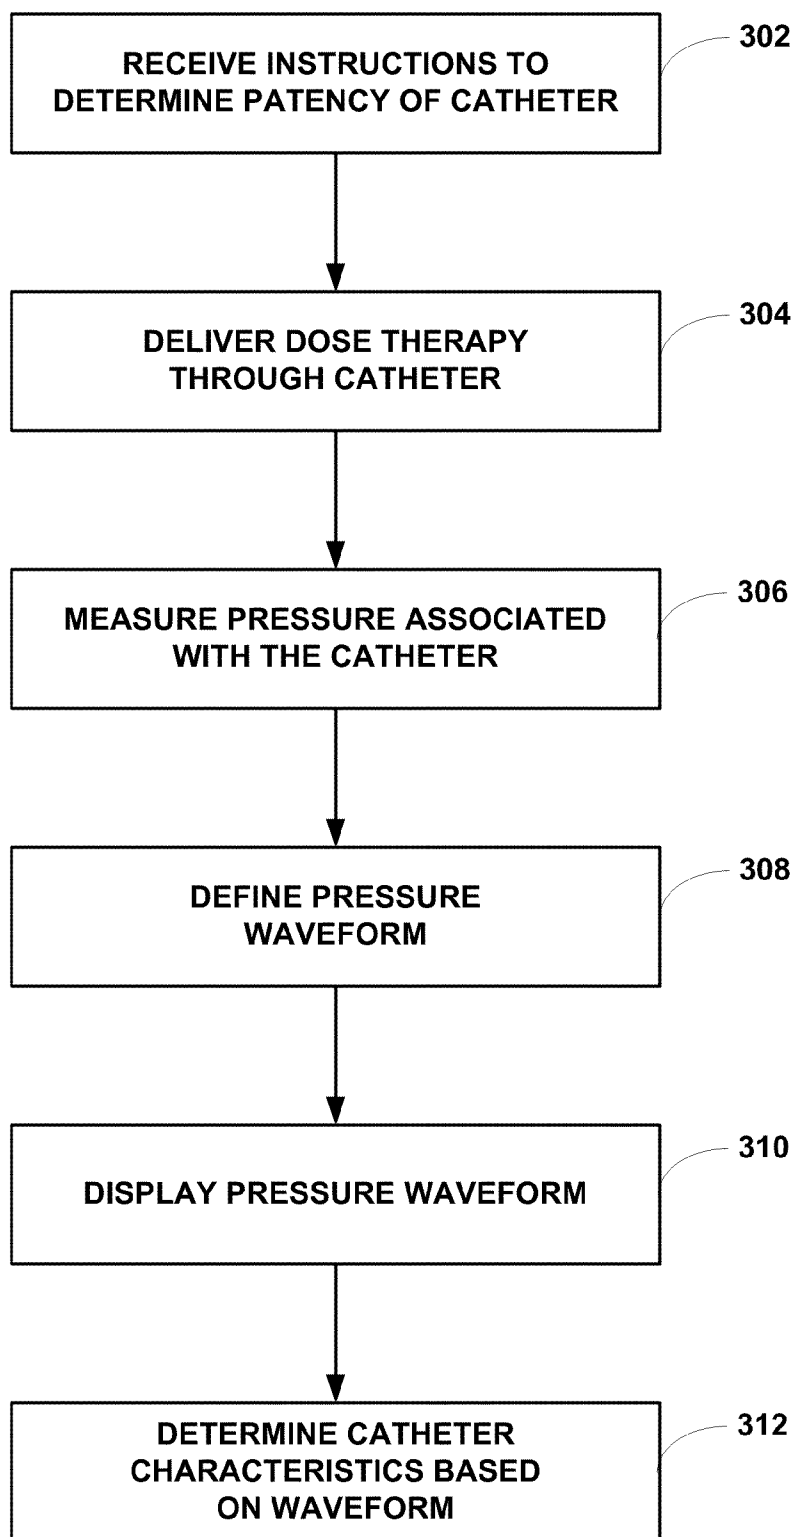 RECEIVE INSTRUCTIONS TO
DETERMINE PATENCY OF CATHETER
302
DELIVER DOSE THERAPY
THROUGH CATHETER
304
MEASURE PRESSURE ASSOCIATED
WITH THE CATHETER
306
DEFINE PRESSURE
WAVEFORM
308
DISPLAY PRESSURE WAVEFORM
310
DETERMINE CATHETER
CHARACTERISTICS BASED
ON WAVEFORM
312